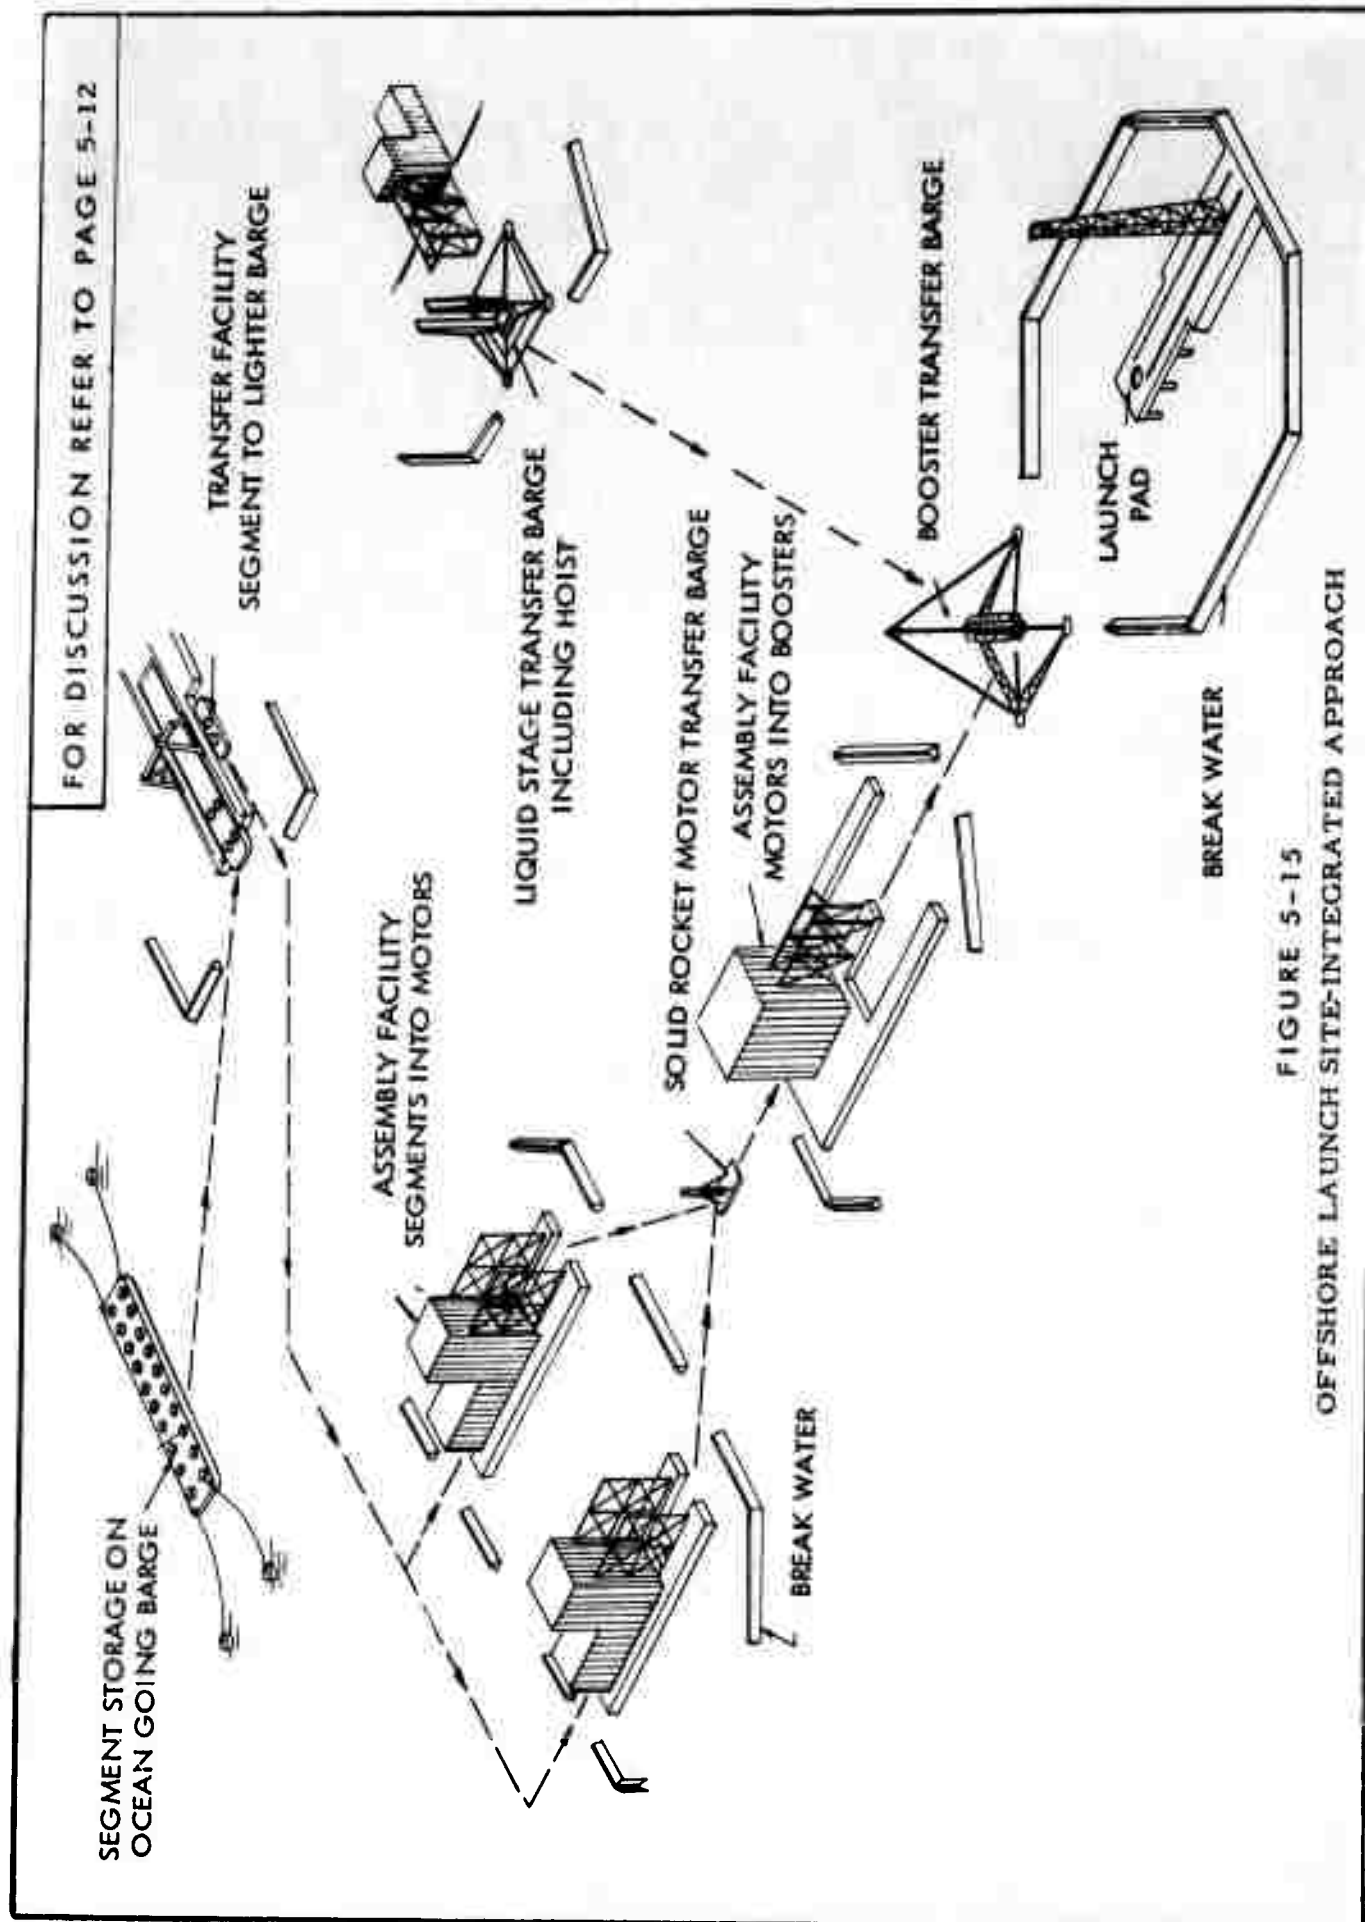 FOR DISCUSSION REFER TO PAGE 5-12
SEGMENT STORAGE ON
OCEAN GOING BARGE
TRANSFER FACILITY
SEGMENT TO LIGHTER BARGE
ASSEMBLY FACILITY
SEGMENTS INTO MOTORS
LIQUID STAGE TRANSFER BARGE
INCLUDING HOIST
SOLID ROCKET MOTOR TRANSFER BARGE
ASSEMBLY FACILITY
MOTORS INTO BOOSTERS
BREAK WATER
BOOSTER TRANSFER BARGE
LAUNCH
PAD
BREAK WATER
FIGURE 5-15
OFFSHORE LAUNCH SITE-INTEGRATED APPROACH